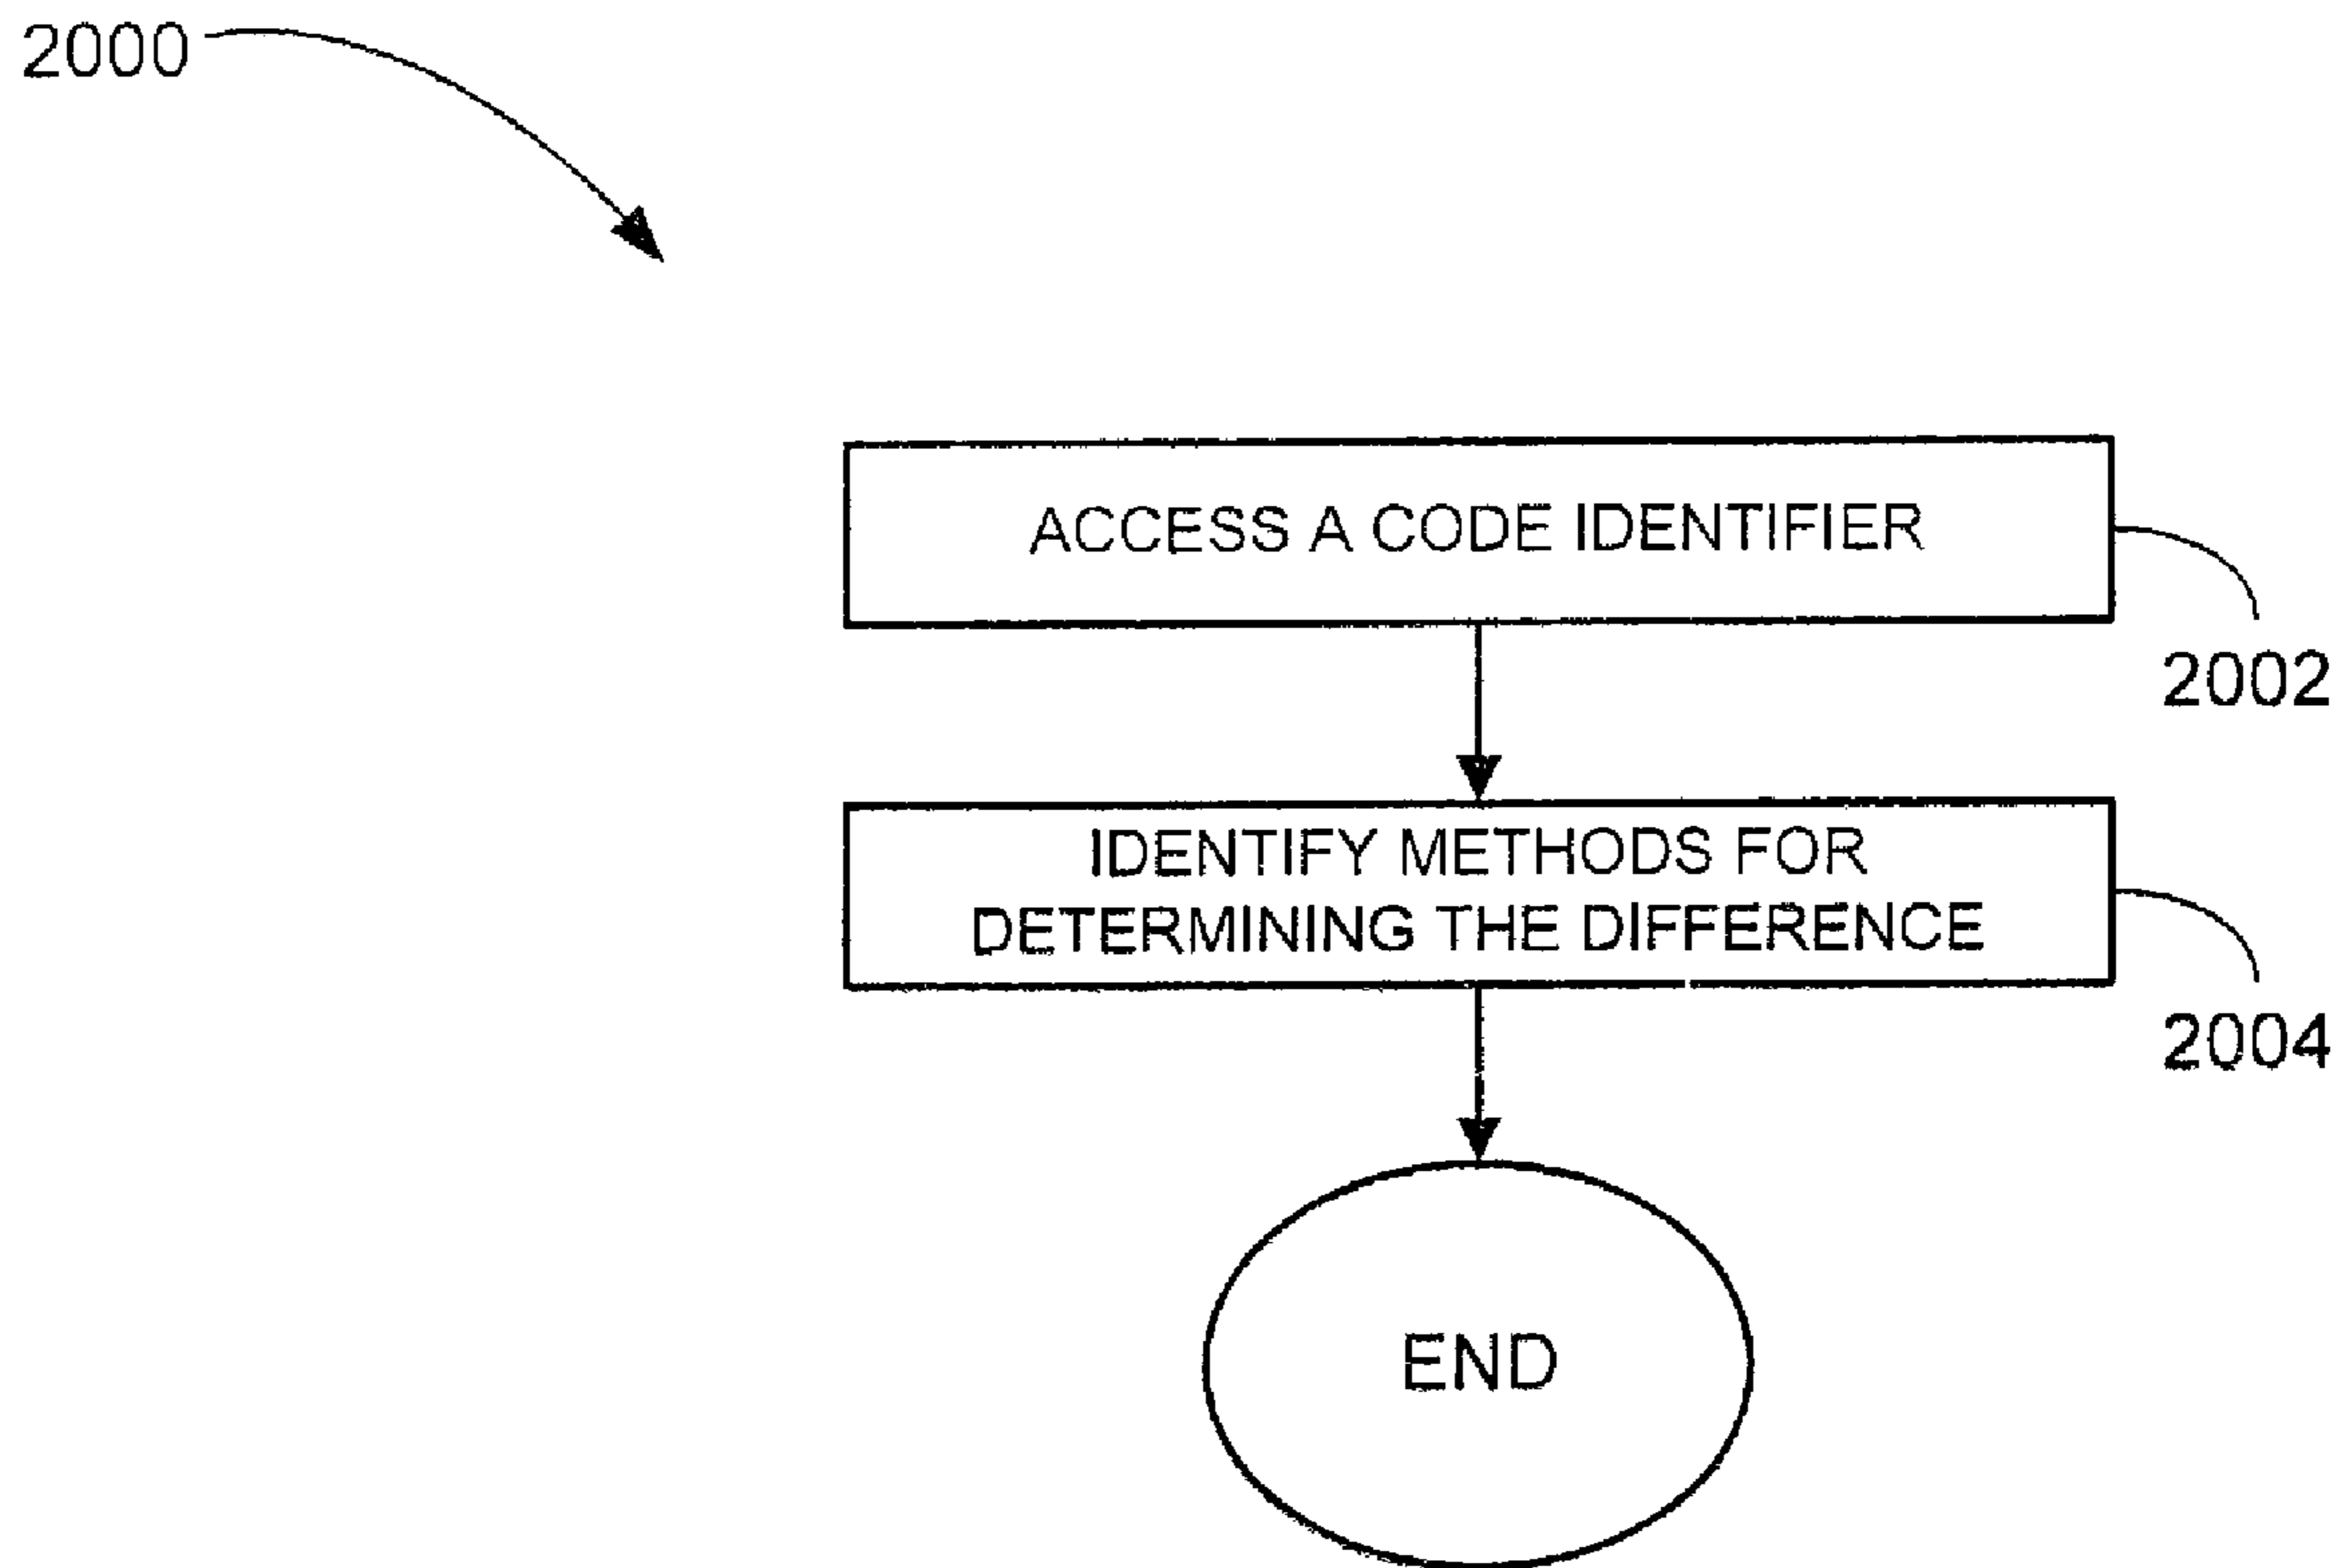 2000
ACCESS A CODE IDENTIFIER
2002
IDENTIFY METHODS FOR
DETERMINING THE DIFFERENCE
2004
END